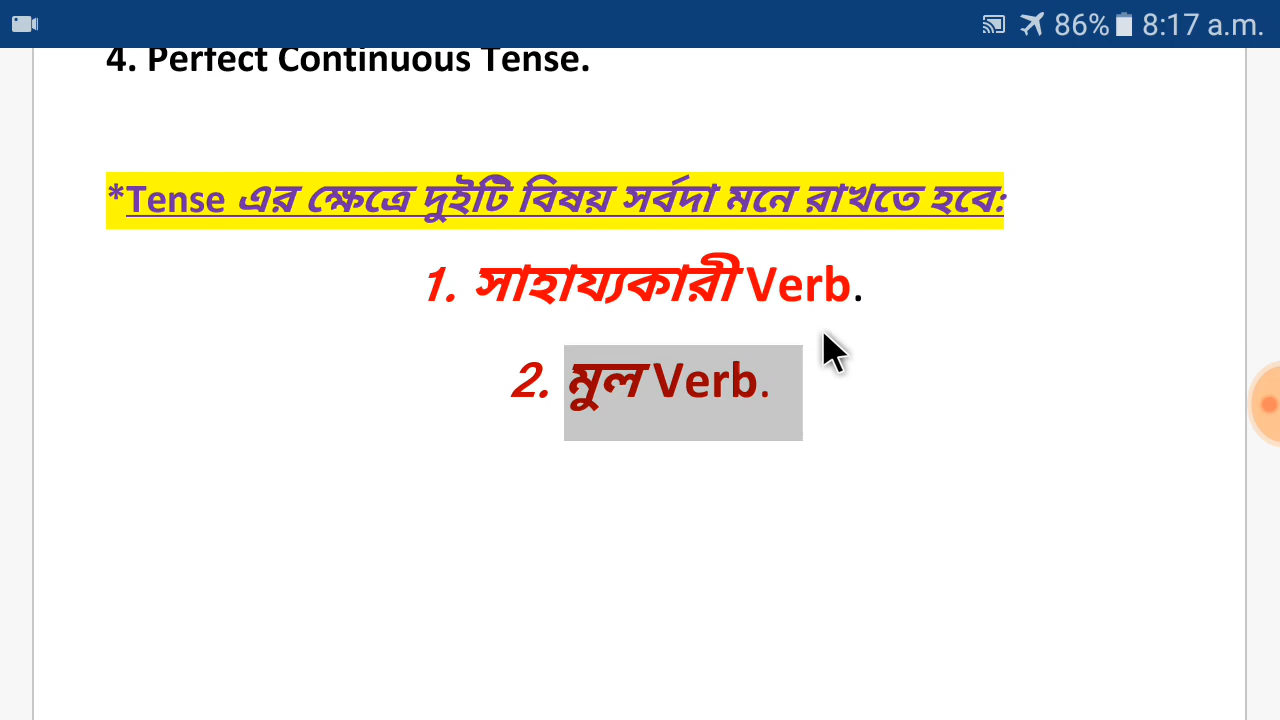 86% 8:17 a.m.
4. Perfect Continuous Tense.
*Tense এর ক্ষেত্রে দুইটি বিষয় সর্বদা মনে রাখতে হবে:
1. সাহায্যকারী Verb.
2. মুল Verb.